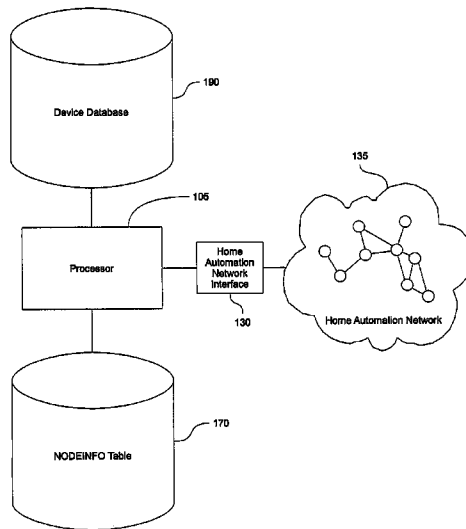 190
Device Database
135
105
Processor
Home
Automation
Network
Interface
130
Home Automation Network
170
NODEINFO Table